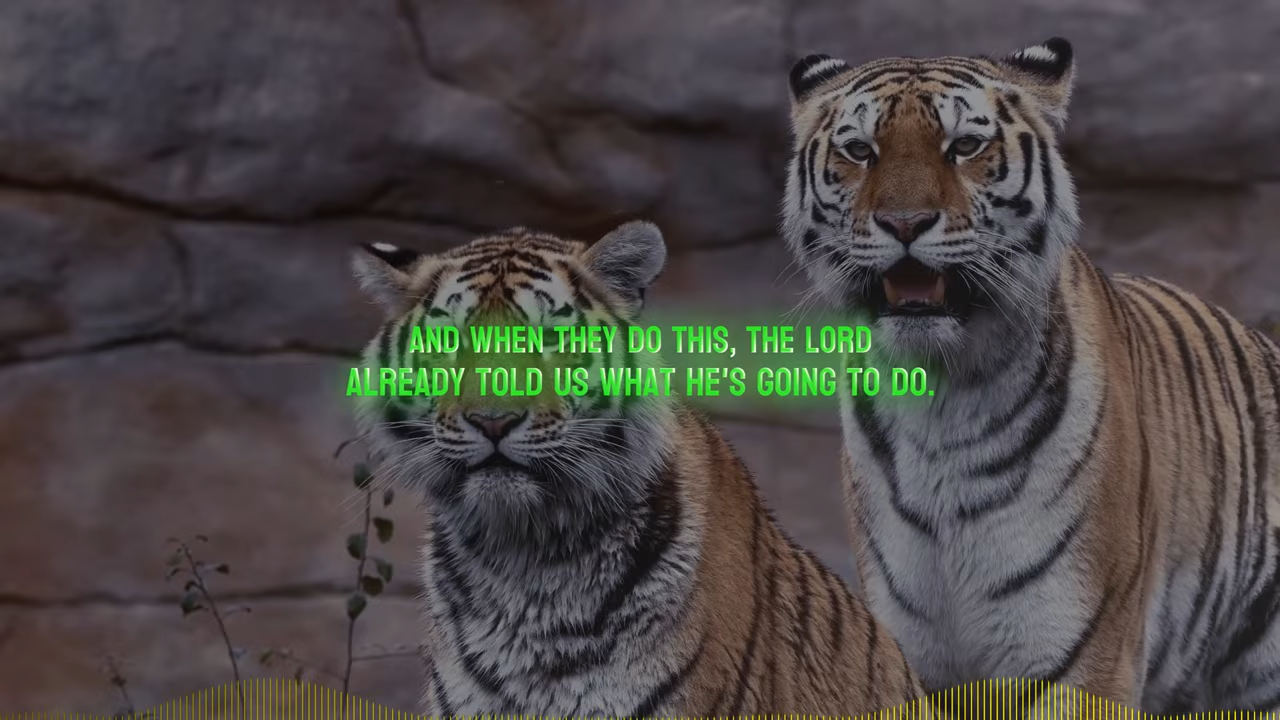 AND WHEN THEY DO THIS, THE LORD
ALREADY TOLD US WHAT HE'S GOING TO DO.